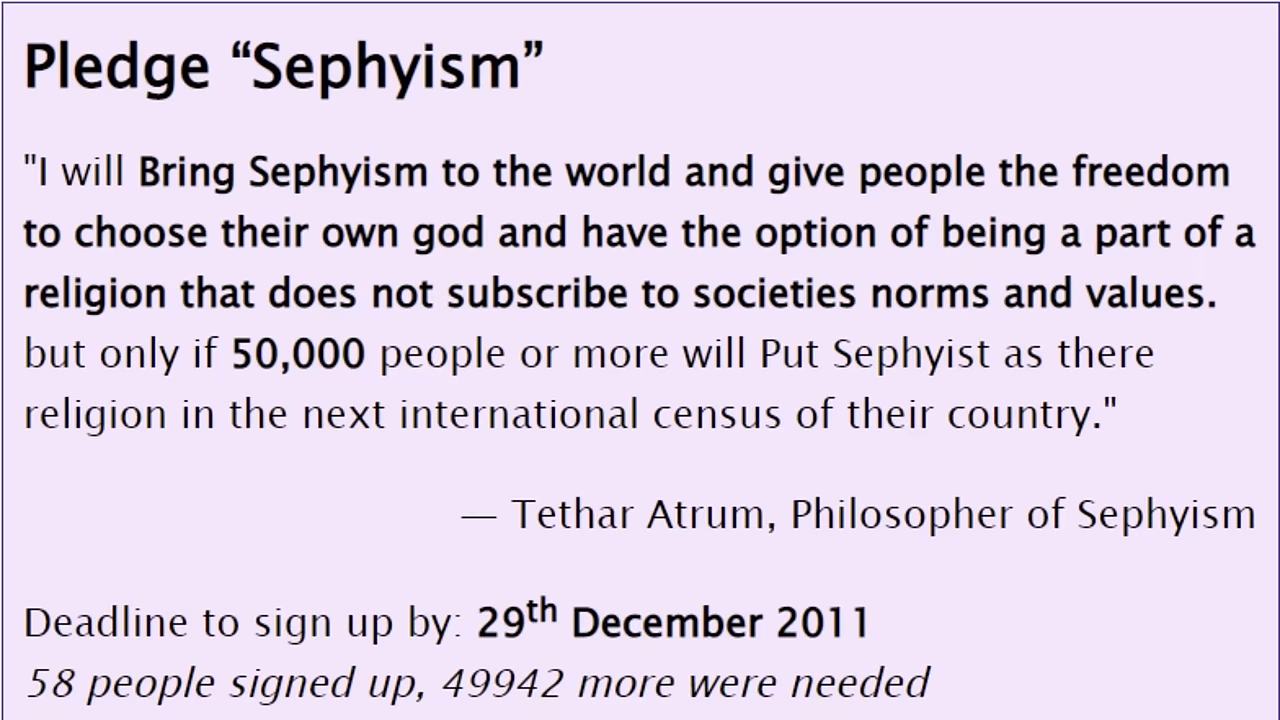 Pledge “Sephyism”
"I will Bring Sephyism to the world and give people the freedom
to choose their own god and have the option of being a part of a
religion that does not subscribe to societies norms and values.
but only if 50,000 people or more will Put Sephyist as there
religion in the next international census of their country."
— Tethar Atrum, Philosopher of Sephyism
Deadline to sign up by: 29th December 2011
58 people signed up, 49942 more were needed